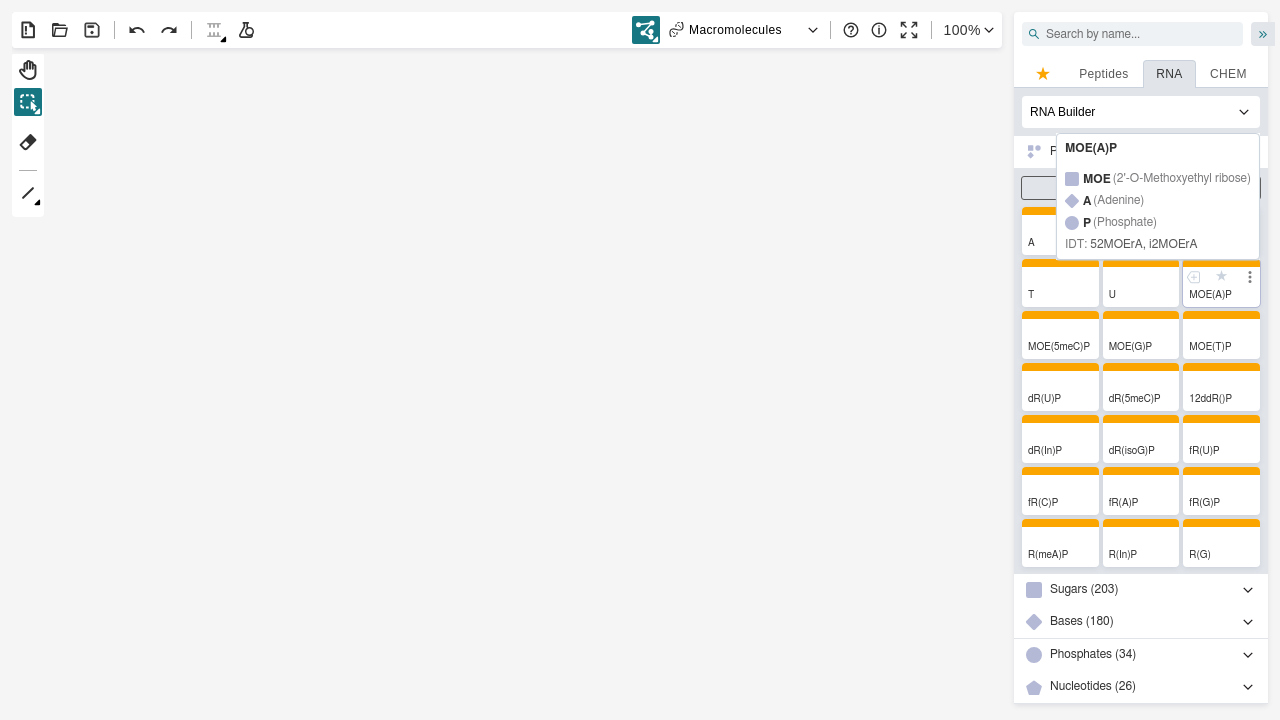 Macromolecules
100%
Search by name...
Peptides
RNA
CHEM
RNA Builder
MOE(A)P
MOE (2'-O-Methoxyethyl ribose)
A (Adenine)
P (Phosphate)
IDT: 52MOErA, i2MOErA
A
T
U
MOE(A)P
MOE(5meC)P
MOE(G)P
MOE(T)P
dR(U)P
dR(5meC)P
12ddR()P
dR(In)P
dR(isoG)P
fR(U)P
fR(C)P
fR(A)P
fR(G)P
R(meA)P
R(In)P
R(G)
Sugars (203)
Bases (180)
Phosphates (34)
Nucleotides (26)